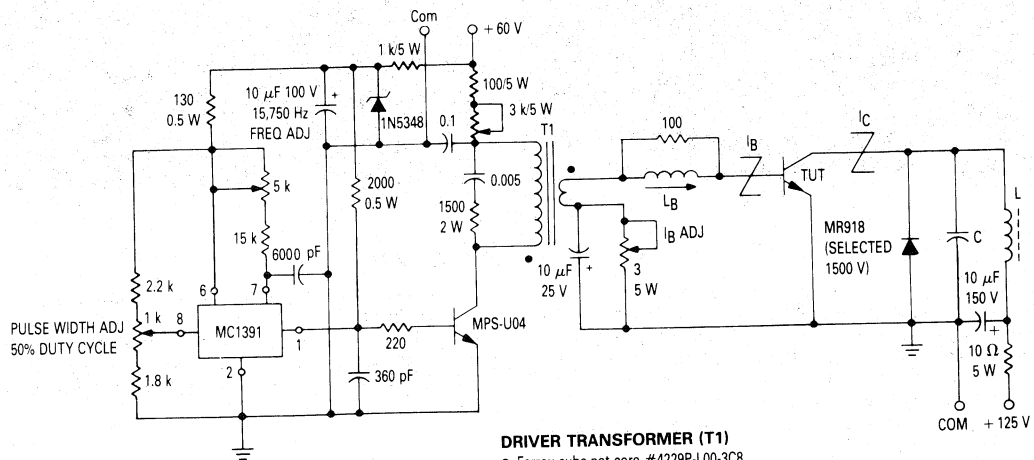 Com
+ 60 V
1 k/5 W
100/5 W
130
0.5 W
10 µF 100 V
15,750 Hz
FREQ ADJ
+
1N5348
0.1
3 k/5 W
T1
100
I_B
I_C
5 k
2000
0.5 W
0.005
L_B
TUT
1500
2 W
I_B ADJ
MR918
(SELECTED
1500 V)
C
L
15 k
6000 pF
10 µF
25 V
+
3
5 W
10 µF
150 V
+
2.2 k
6
7
PULSE WIDTH ADJ
50% DUTY CYCLE
1 k
8
MC1391
1
220
MPS-U04
10 Ω
5 W
1.8 k
2
360 pF
COM
+ 125 V
DRIVER TRANSFORMER (T1)